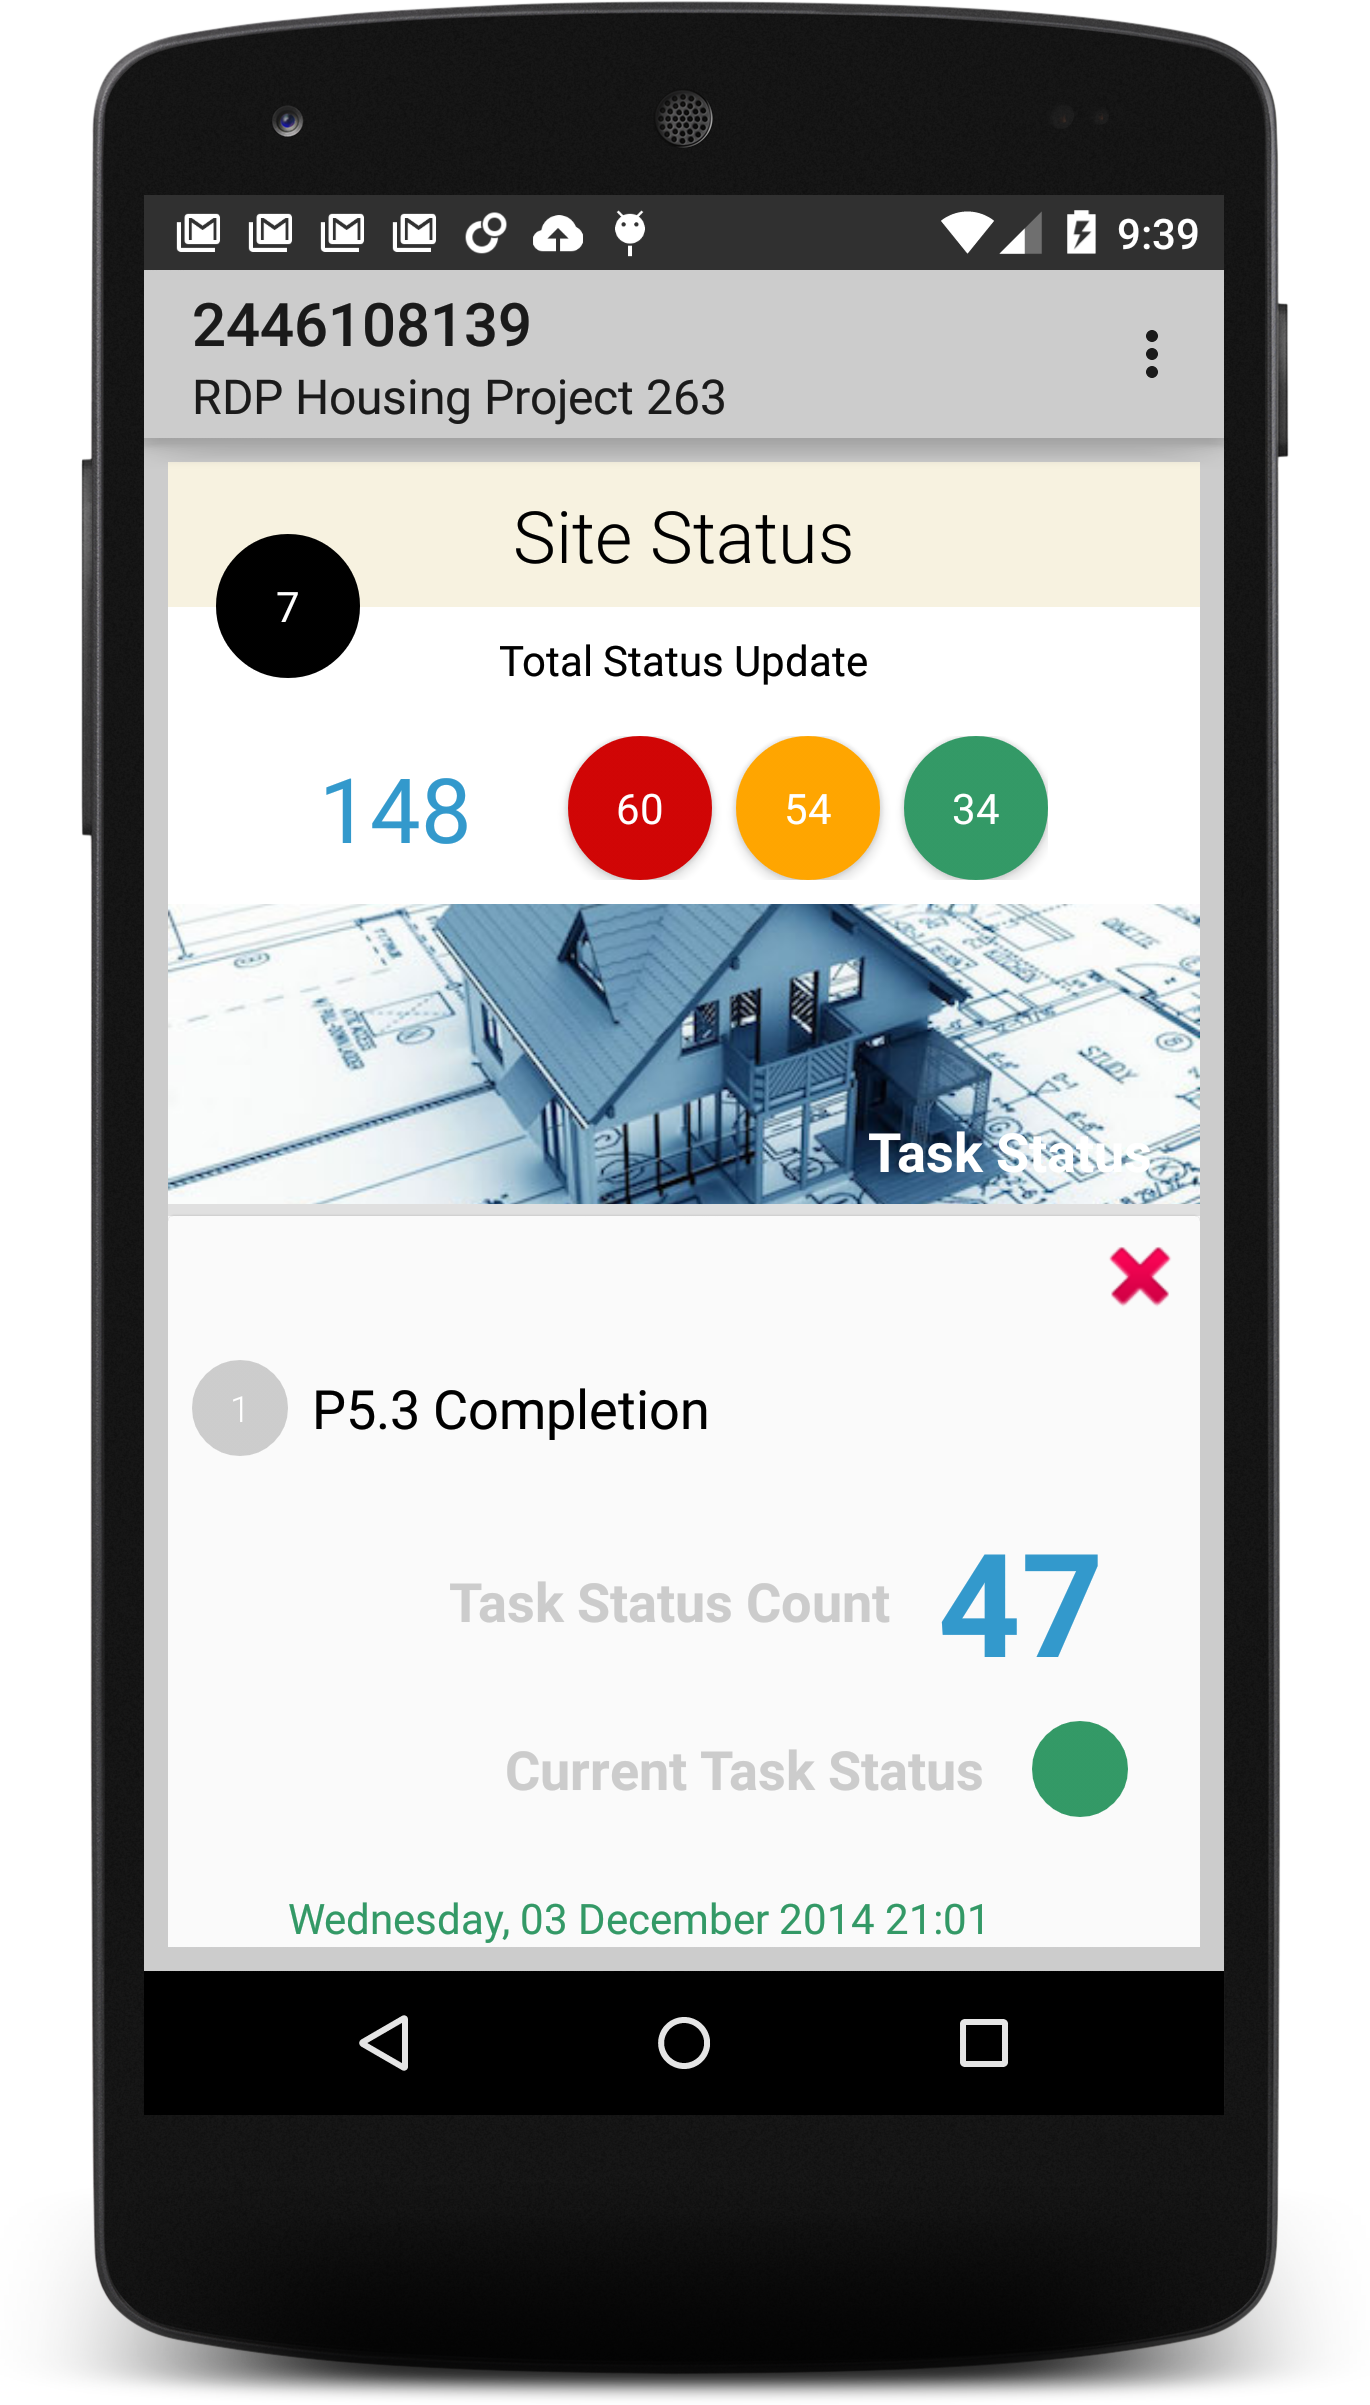 9:39
2446108139
RDP Housing Project 263
Site Status
7
Total Status Update
148 60 54 34
STUDY
Task Status
1 P5.3 Completion
Task Status Count 47
Current Task Status
Wednesday, 03 December 2014 21:01